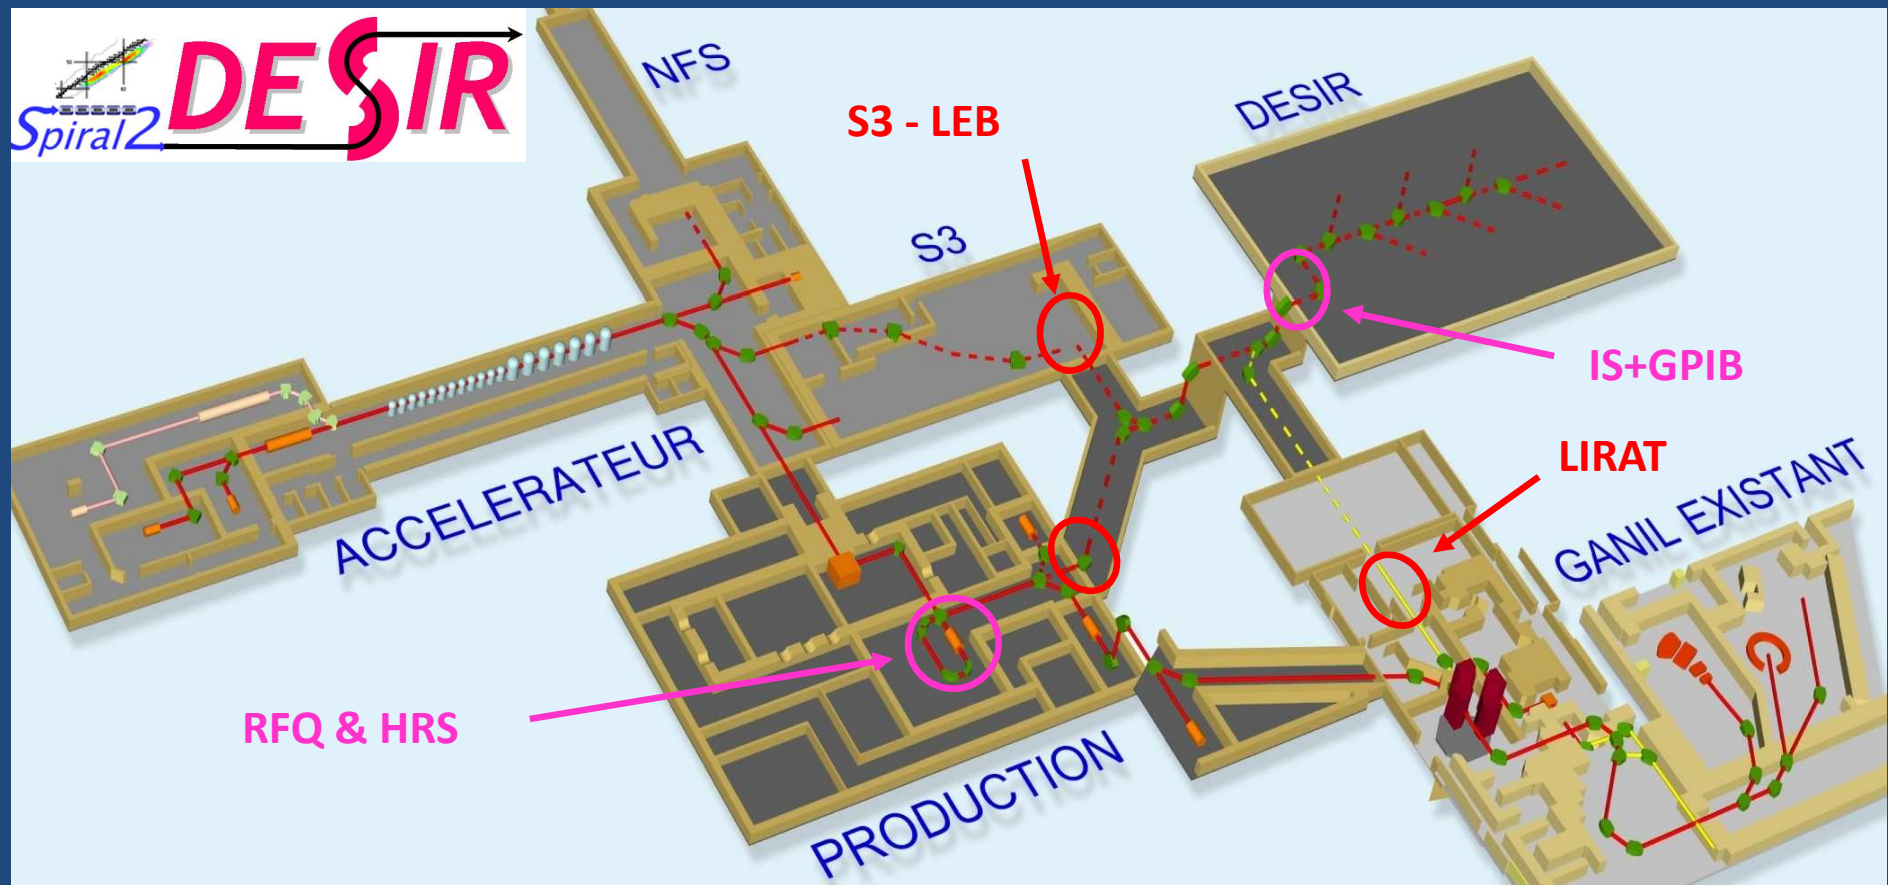 DESIR
Spiral2
NFS
S3 - LEB
DESIR
S3
IS+GPIB
LIRAT
ACCELERATEUR
GANIL EXISTANT
RFQ & HRS
PRODUCTION